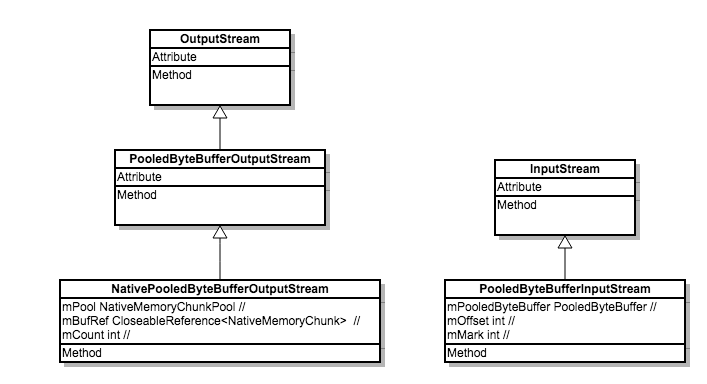 OutputStream
Attribute
Method
PooledByteBufferOutputStream
Attribute
Method
InputStream
Attribute
Method
NativePooledByteBufferOutputStream
mPool NativeMemoryChunkPool //
mBufRef CloseableReference<NativeMemoryChunk>  //
mCount int //
Method
PooledByteBufferInputStream
mPooledByteBuffer PooledByteBuffer //
mOffset int //
mMark int //
Method